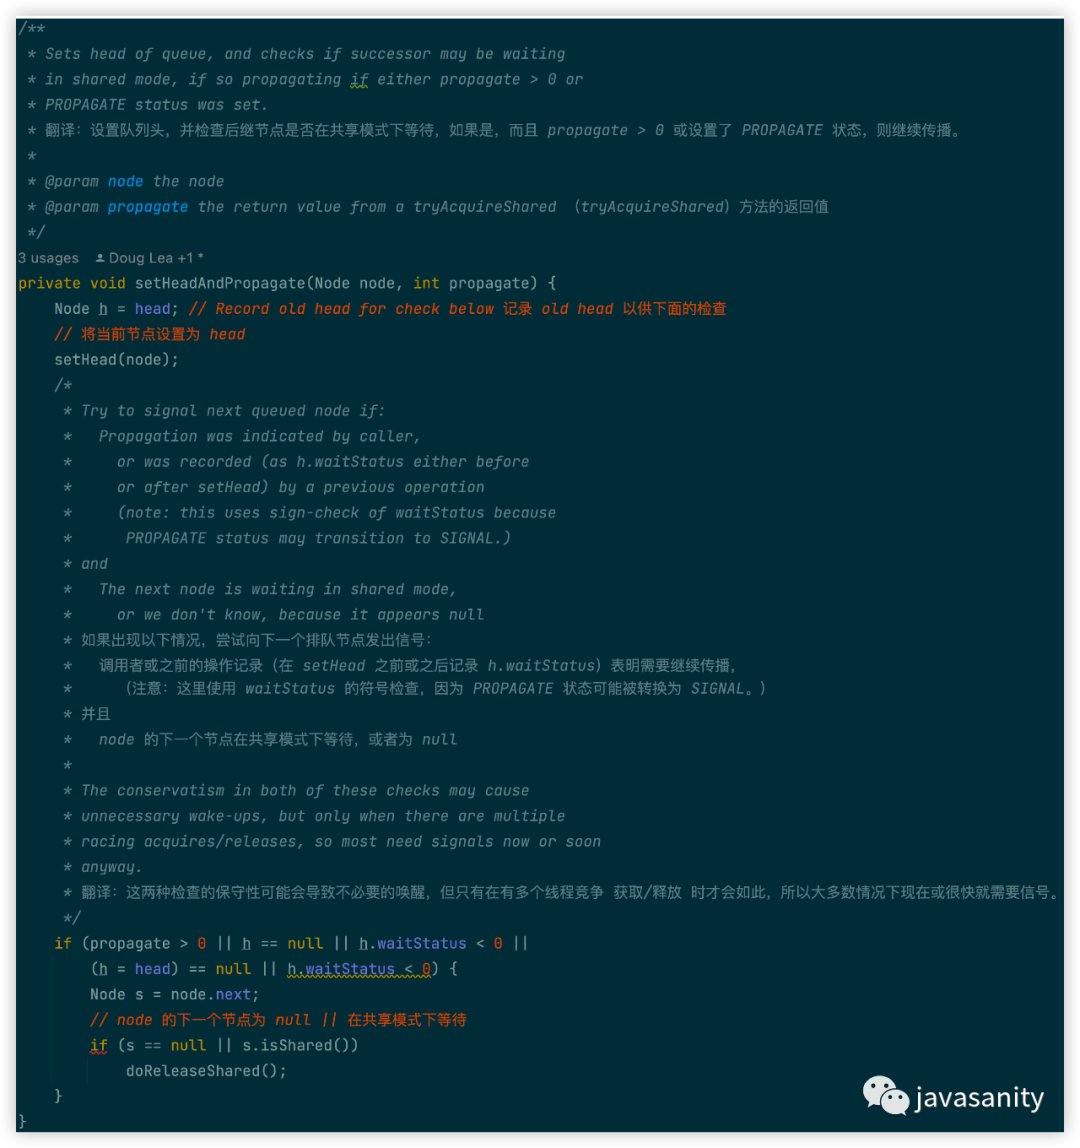 /**
 * Sets head of queue, and checks if successor may be waiting
 * in shared mode, if so propagating if either propagate > 0 or
 * PROPAGATE status was set.
 * 翻译：设置队列头，并检查后继节点是否在共享模式下等待，如果是，而且 propagate > 0 或设置了 PROPAGATE 状态，则继续传播。
 *
 * @param node the node
 * @param propagate the return value from a tryAcquireShared （tryAcquireShared）方法的返回值
 */
3 usages Doug Lea +1 *
private void setHeadAndPropagate(Node node, int propagate) {
    Node h = head; // Record old head for check below 记录 old head 以供下面的检查
    // 将当前节点设置为 head
    setHead(node);
    /*
     * Try to signal next queued node if:
     *   Propagation was indicated by caller,
     *     or was recorded (as h.waitStatus either before
     *     or after setHead) by a previous operation
     *     (note: this uses sign-check of waitStatus because
     *      PROPAGATE status may transition to SIGNAL.)
     * and
     *   The next node is waiting in shared mode,
     *     or we don't know, because it appears null
     * 如果出现以下情况，尝试向下一个排队节点发出信号：
     *   调用者或之前的操作记录（在 setHead 之前或之后记录 h.waitStatus）表明需要继续传播，
     *     （注意：这里使用 waitStatus 的符号检查，因为 PROPAGATE 状态可能被转换为 SIGNAL。）
     * 并且
     *   node 的下一个节点在共享模式下等待，或者为 null
     *
     * The conservatism in both of these checks may cause
     * unnecessary wake-ups, but only when there are multiple
     * racing acquires/releases, so most need signals now or soon
     * anyway.
     * 翻译：这两种检查的保守性可能会导致不必要的唤醒，但只有在有多个线程竞争 获取/释放 时才会如此，所以大多数情况下现在或很快就需要信号。
     */
    if (propagate > 0 || h == null || h.waitStatus < 0 ||
        (h = head) == null || h.waitStatus < 0) {
        Node s = node.next;
        // node 的下一个节点为 null || 在共享模式下等待
        if (s == null || s.isShared())
            doReleaseShared();
    }
}
javasanity